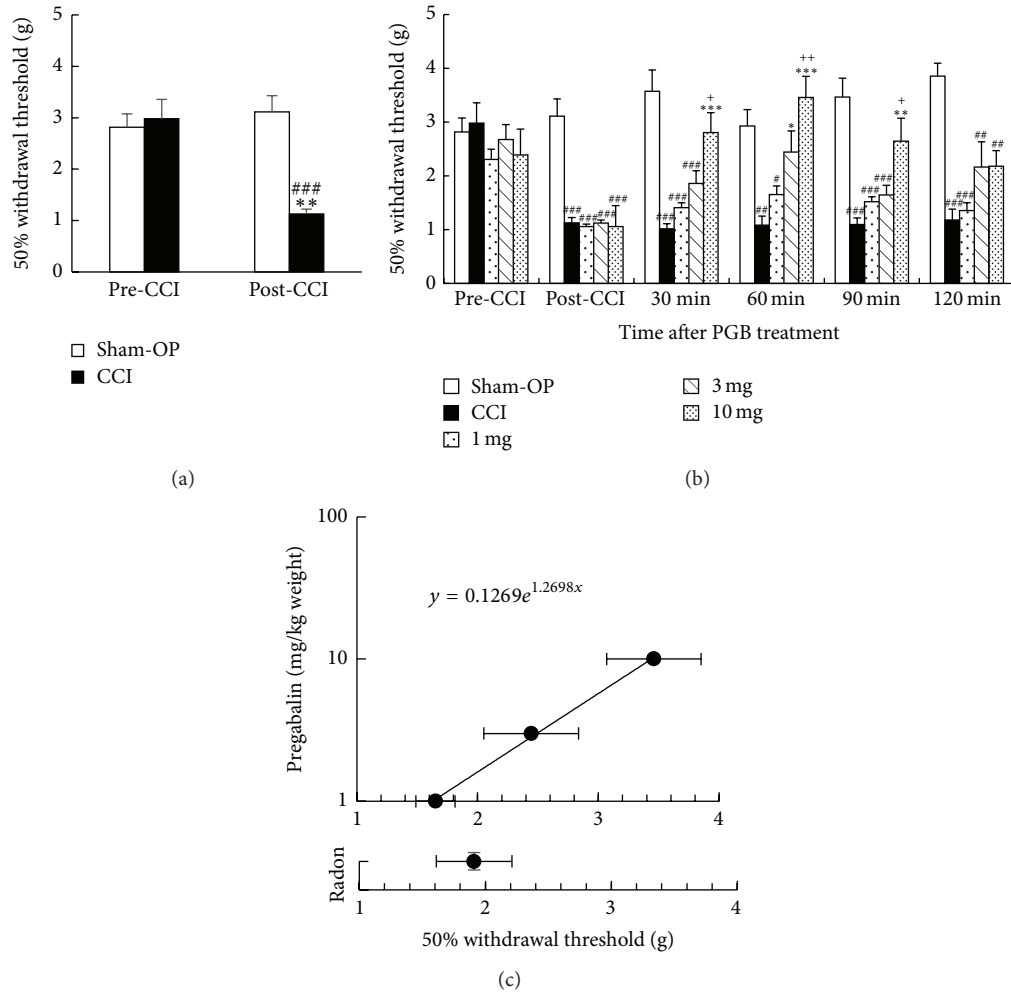 50% withdrawal threshold (g)
5
4
3
2
1
0
###
**
Pre-CCI Post-CCI
Sham-OP
CCI
(a)
50% withdrawal threshold (g)
5
4
3
2
1
0
### ### ### ###
### ### ### + ***
## # * ++ ***
### ### ### + **
### ### ## ##
Pre-CCI Post-CCI 30 min 60 min 90 min 120 min
Time after PGB treatment
Sham-OP 3 mg
CCI 10 mg
1 mg
(b)
Pregabalin (mg/kg weight)
100
10
1
y = 0.1269e^1.2698x
1 2 3 4
Radon
1 2 3 4
50% withdrawal threshold (g)
(c)